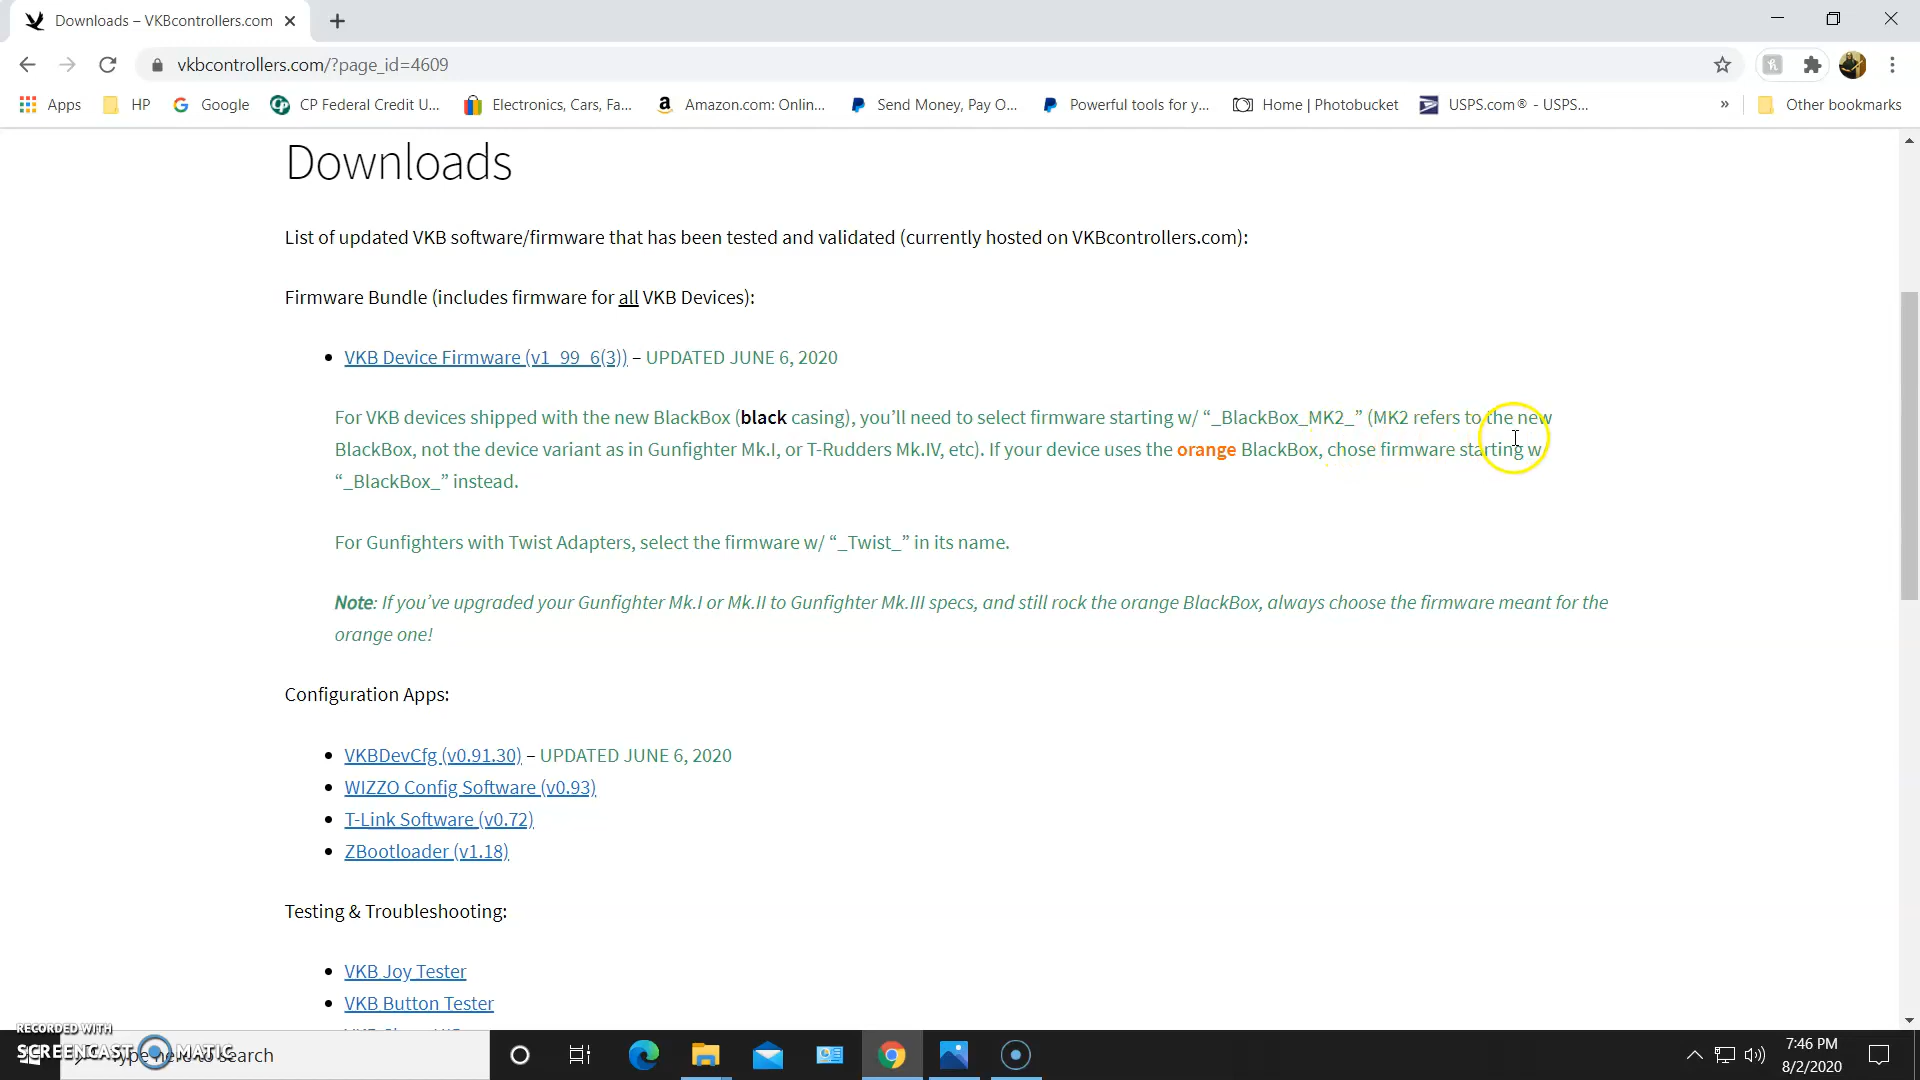 Downloads – VKBcontrollers.com
vkbcontrollers.com/?page_id=4609
Apps HP Google CP Federal Credit U... Electronics, Cars, Fa... Amazon.com: Onlin... Send Money, Pay O... Powerful tools for y... Home | Photobucket USPS.com® - USPS... » Other bookmarks
Downloads
List of updated VKB software/firmware that has been tested and validated (currently hosted on VKBcontrollers.com):
Firmware Bundle (includes firmware for all VKB Devices):
• VKB Device Firmware (v1_99_6(3)) – UPDATED JUNE 6, 2020
For VKB devices shipped with the new BlackBox (black casing), you’ll need to select firmware starting w/ “_BlackBox_MK2_” (MK2 refers to the new
BlackBox, not the device variant as in Gunfighter Mk.I, or T-Rudders Mk.IV, etc). If your device uses the orange BlackBox, chose firmware starting w/
“_BlackBox_” instead.
For Gunfighters with Twist Adapters, select the firmware w/ “_Twist_” in its name.
Note: If you’ve upgraded your Gunfighter Mk.I or Mk.II to Gunfighter Mk.III specs, and still rock the orange BlackBox, always choose the firmware meant for the
orange one!
Configuration Apps:
• VKBDevCfg (v0.91.30) – UPDATED JUNE 6, 2020
• WIZZO Config Software (v0.93)
• T-Link Software (v0.72)
• ZBootloader (v1.18)
Testing & Troubleshooting:
• VKB Joy Tester
• VKB Button Tester
RECORDED WITH
SCREENCAST MATIC
Type here to search
7:46 PM
8/2/2020